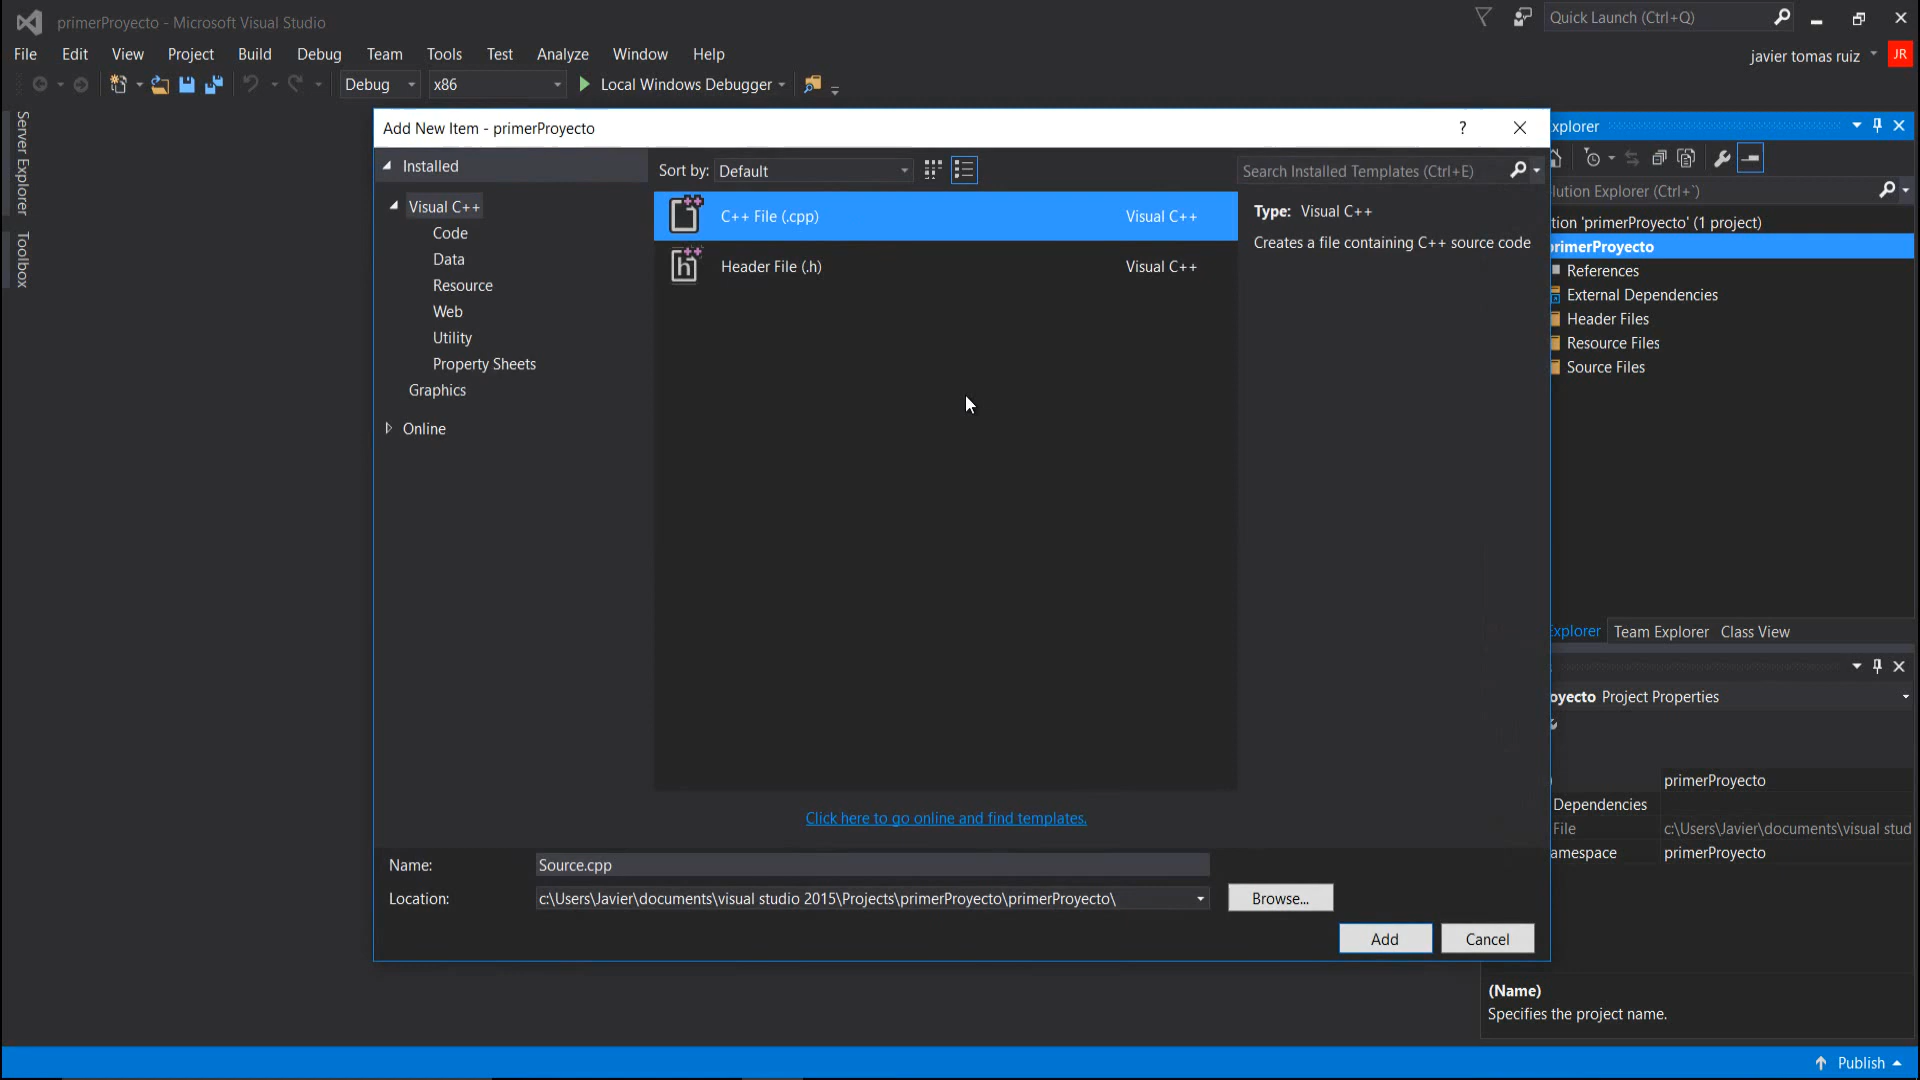 primerProyecto - Microsoft Visual Studio
Quick Launch (Ctrl+Q)
File Edit View Project Build Debug Team Tools Test Analyze Window Help
javier tomas ruiz
JR
Debug x86 Local Windows Debugger
Server Explorer
Toolbox
Add New Item - primerProyecto
?
Installed
Visual C++
Code
Data
Resource
Web
Utility
Property Sheets
Graphics
Online
Sort by: Default
Search Installed Templates (Ctrl+E)
C++ File (.cpp) Visual C++
Header File (.h) Visual C++
Type: Visual C++
Creates a file containing C++ source code
Click here to go online and find templates.
Name: Source.cpp
Location: c:\Users\Javier\documents\visual studio 2015\Projects\primerProyecto\primerProyecto\
Browse...
Add Cancel
xplorer
lution Explorer (Ctrl+`)
tion 'primerProyecto' (1 project)
rimerProyecto
References
External Dependencies
Header Files
Resource Files
Source Files
Explorer Team Explorer Class View
oyecto Project Properties
) primerProyecto
Dependencies
File c:\Users\Javier\documents\visual stud
amespace primerProyecto
(Name)
Specifies the project name.
Publish